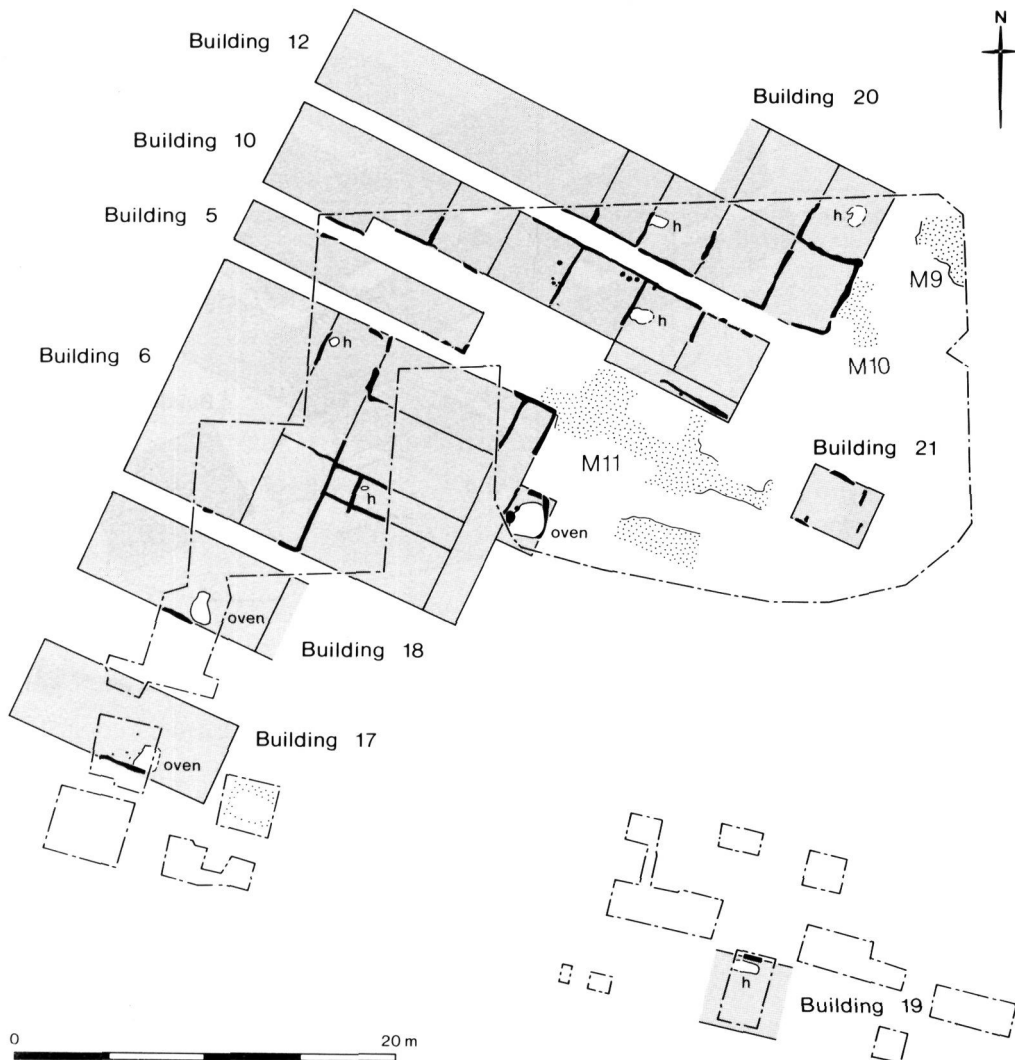 N
Building 12
Building 20
Building 10
Building 5
h
h
M9
h
Building 6
h
M10
M11
Building 21
h
oven
oven
Building 18
Building 17
oven
h
Building 19
0
20 m